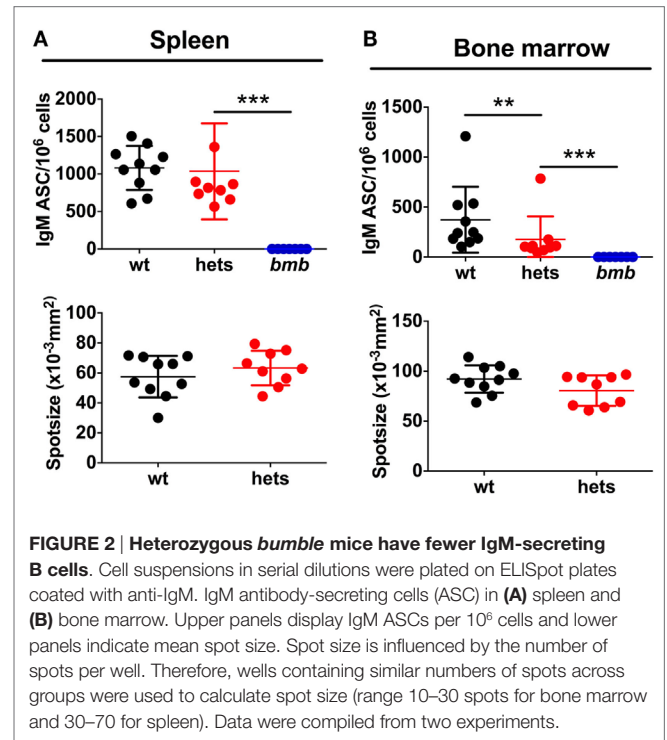 A
Spleen
IgM ASC/10⁶ cells
2000
1500
1000
500
0
***
wt
hets
bmb
Spotsize (x10⁻³mm²)
100
80
60
40
20
0
wt
hets
B
Bone marrow
IgM ASC/10⁶ cells
1500
1000
500
0
**
***
wt
hets
bmb
Spotsize (x10⁻³mm²)
150
100
50
0
wt
hets
FIGURE 2 | Heterozygous bumble mice have fewer IgM-secreting
B cells. Cell suspensions in serial dilutions were plated on ELISpot plates
coated with anti-IgM. IgM antibody-secreting cells (ASC) in (A) spleen and
(B) bone marrow. Upper panels display IgM ASCs per 10⁶ cells and lower
panels indicate mean spot size. Spot size is influenced by the number of
spots per well. Therefore, wells containing similar numbers of spots across
groups were used to calculate spot size (range 10–30 spots for bone marrow
and 30–70 for spleen). Data were compiled from two experiments.